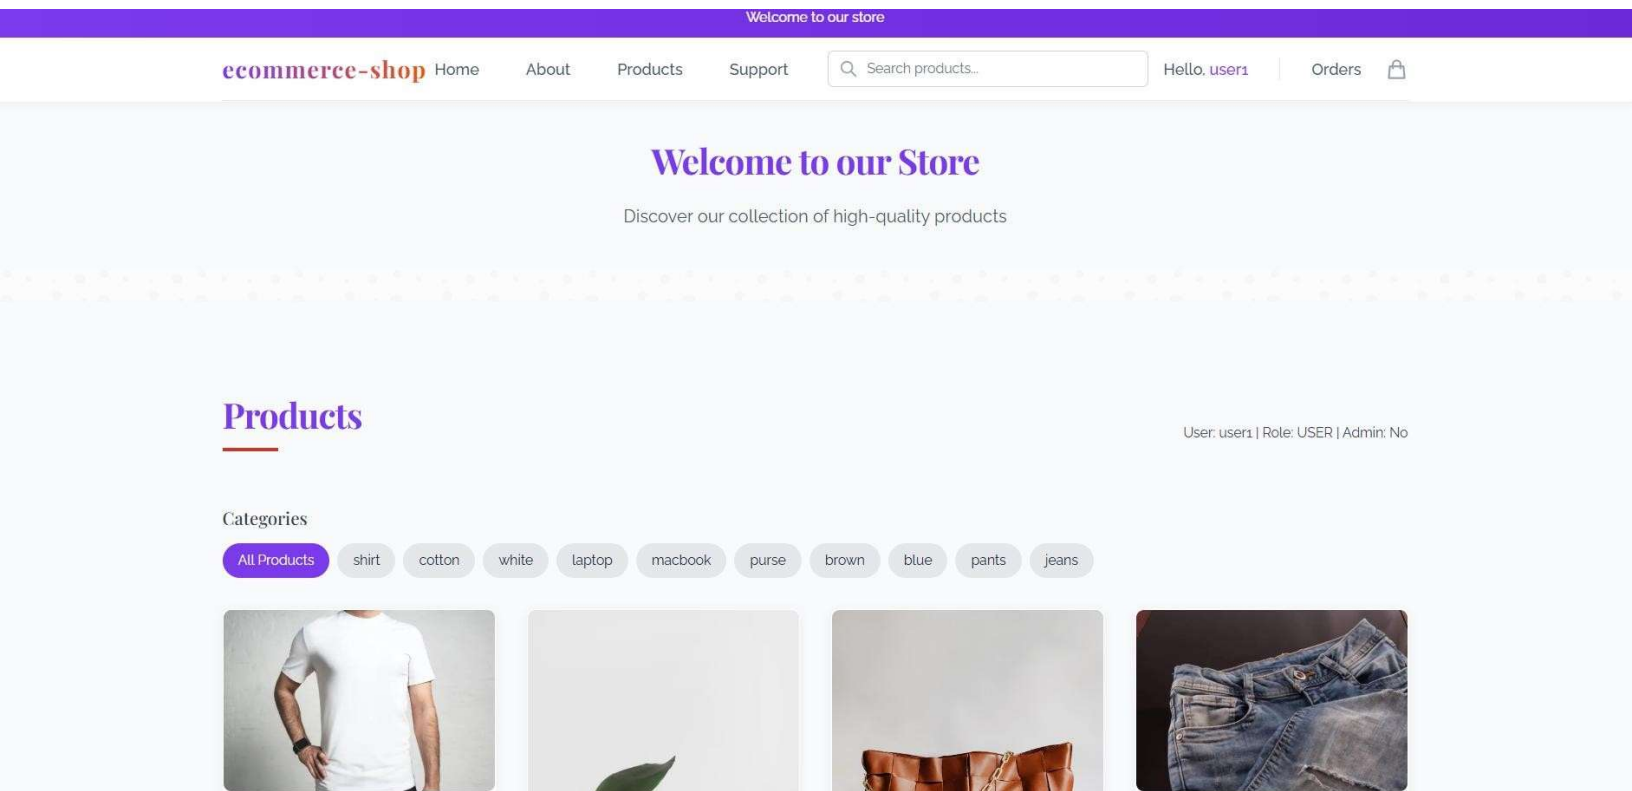 Welcome to our store
ecommerce-shop Home About Products Support Search products... Hello, user1 Orders
Welcome to our Store
Discover our collection of high-quality products
Products
User: user1 | Role: USER | Admin: No
Categories
All Products shirt cotton white laptop macbook purse brown blue pants jeans